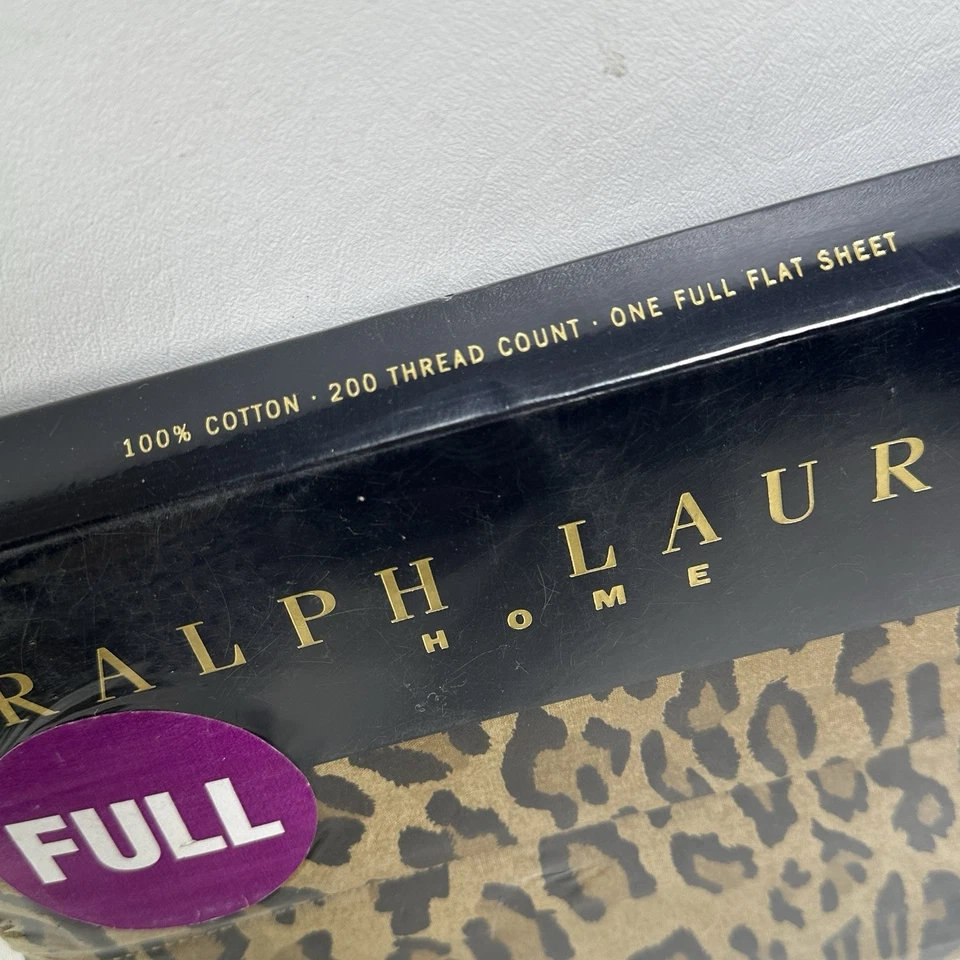 100% COTTON · 200 THREAD COUNT · ONE FULL FLAT SHEET
RALPH LAUR
HOME
FULL